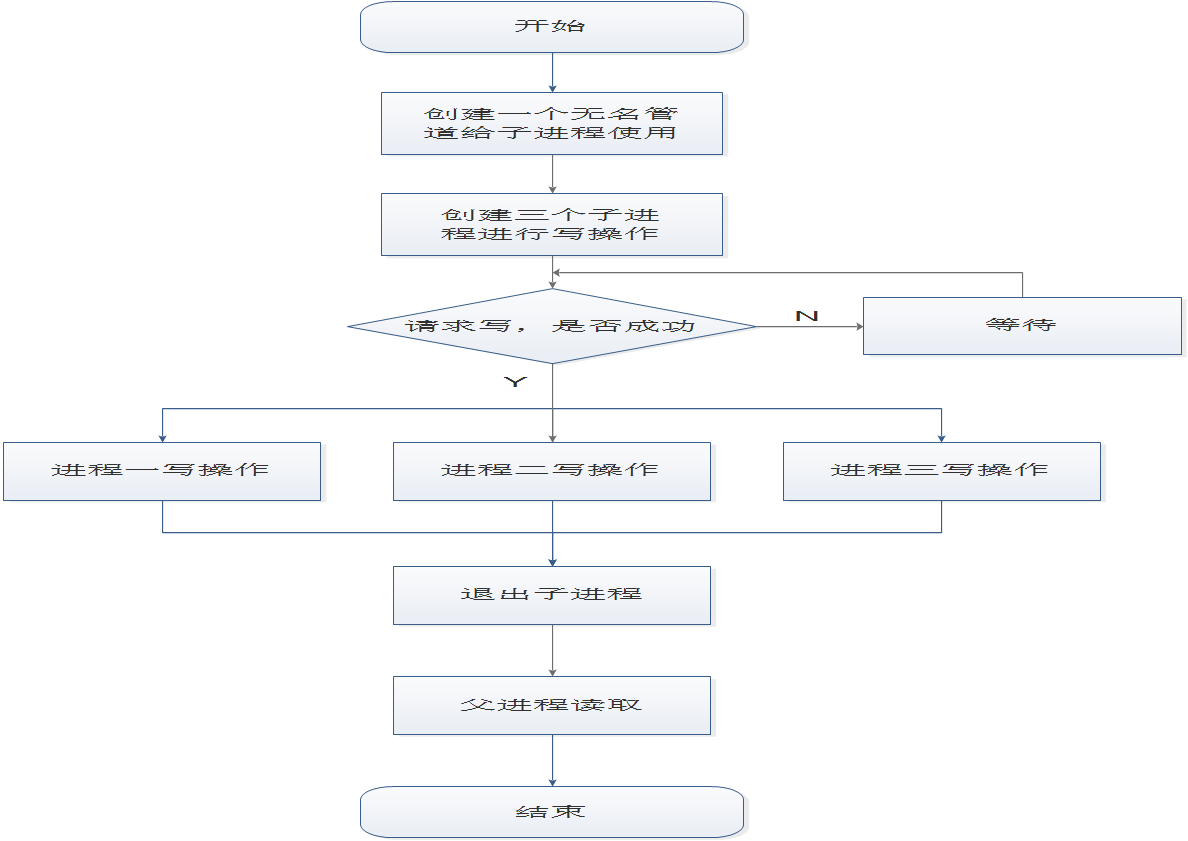 开始
创建一个无名管
道给子进程使用
创建三个子进
程进行写操作
请求写，是否成功
N
等待
Y
进程一写操作
进程二写操作
进程三写操作
退出子进程
父进程读取
结束